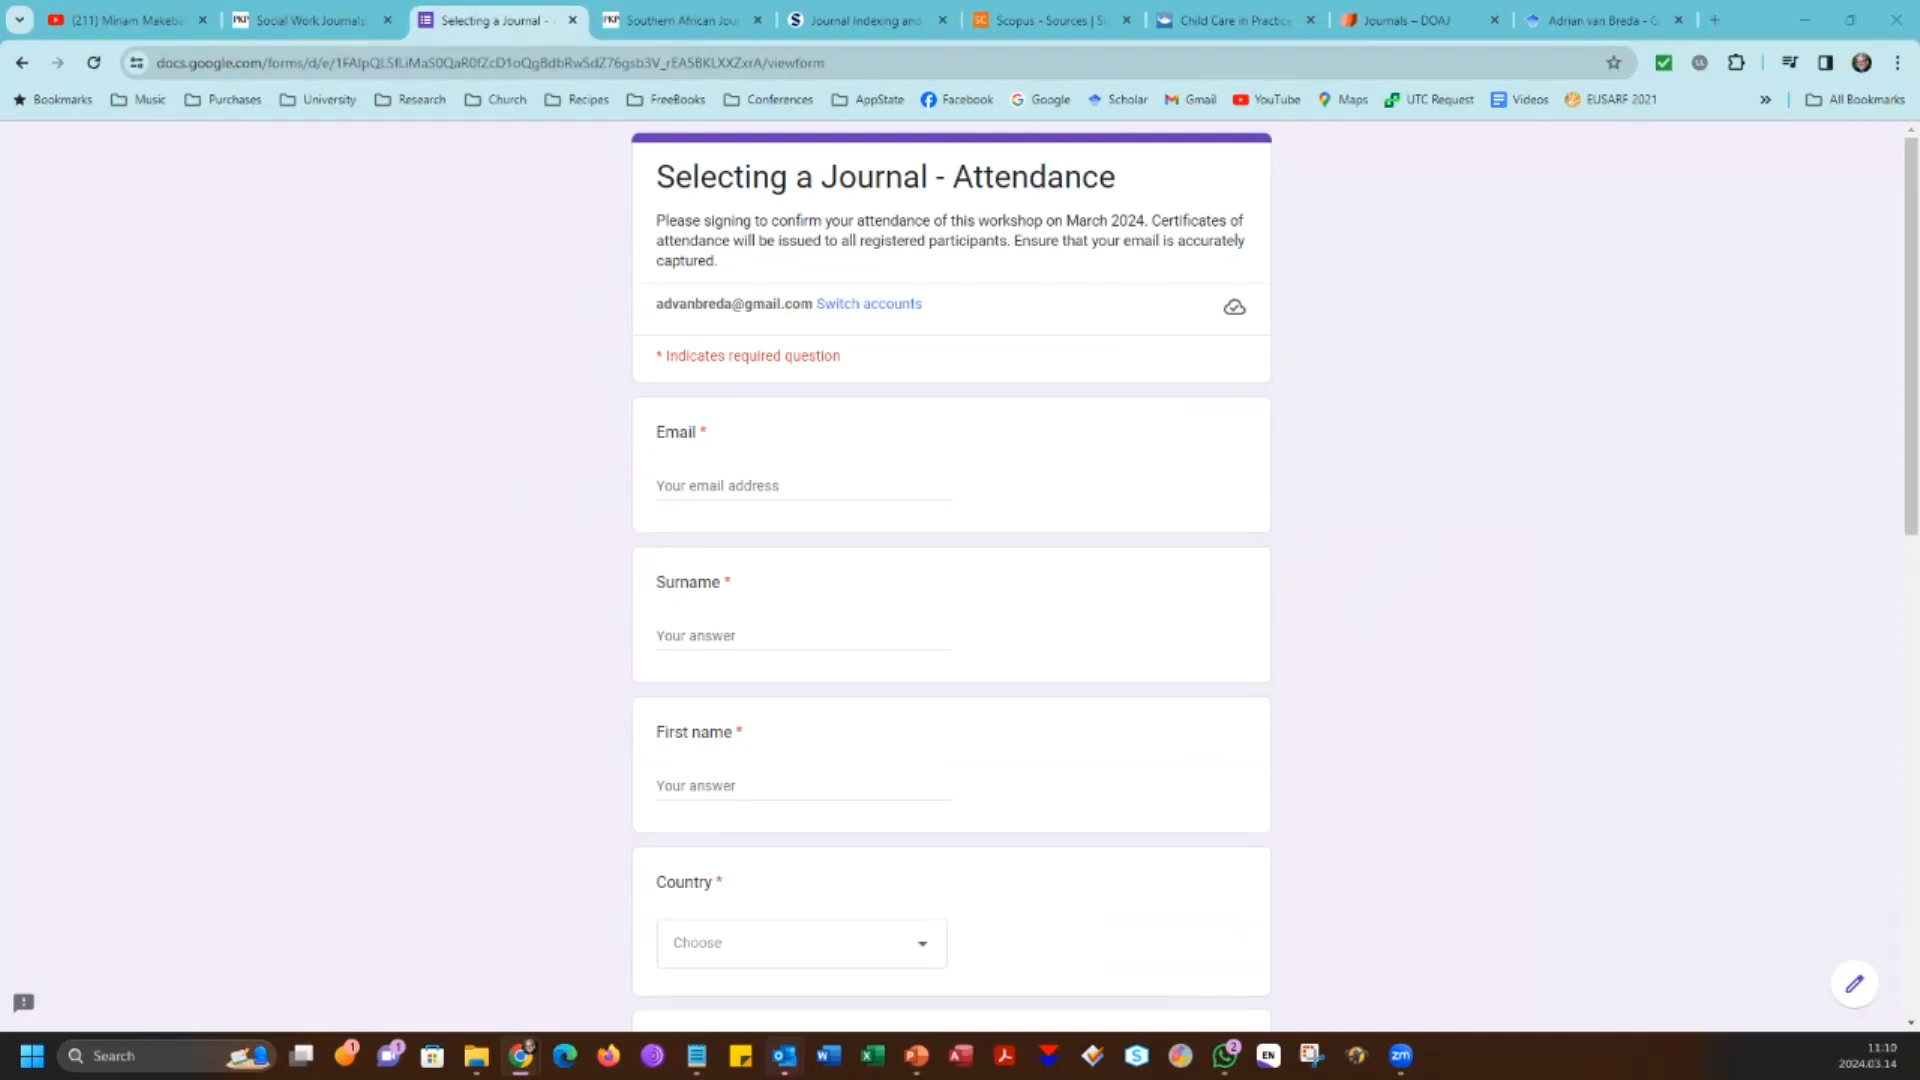 (211) Miriam Makeba
Social Work Journals
Selecting a Journal -
Southern African Jour
Journal Indexing and
Scopus - Sources |
Child Care in Practice
Journals – DOAJ
Adrian van Breda - G
docs.google.com/forms/d/e/1FAIpQLSfLiMaS0QaR0fZcD1oQgBdbRwSdZ76gsb3V_rEA5BKLXXZxrA/viewform
Bookmarks Music Purchases University Research Church Recipes FreeBooks Conferences AppState Facebook Google Scholar Gmail YouTube Maps UTC Request Videos EUSARF 2021 » All Bookmarks
Selecting a Journal - Attendance
Please signing to confirm your attendance of this workshop on March 2024. Certificates of
attendance will be issued to all registered participants. Ensure that your email is accurately
captured.
advanbreda@gmail.com Switch accounts
* Indicates required question
Email *
Your email address
Surname *
Your answer
First name *
Your answer
Country *
Choose
Search
11:10
2024.03.14